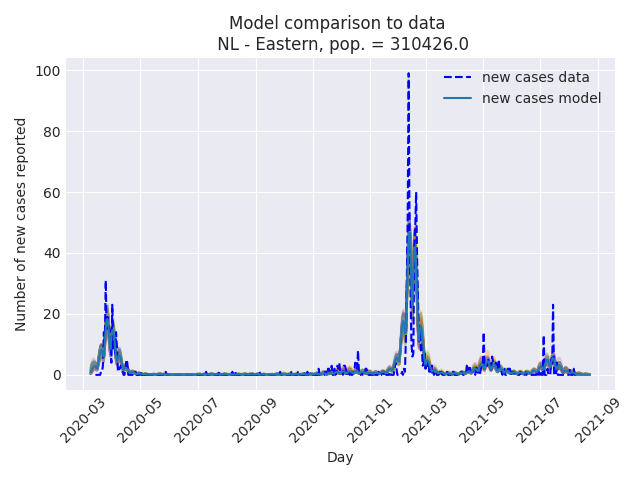 Model comparison to data
NL - Eastern, pop. = 310426.0
new cases data
new cases model
Number of new cases reported
100
80
60
40
20
0
2020-03
2020-05
2020-07
2020-09
2020-11
2021-01
2021-03
2021-05
2021-07
2021-09
Day